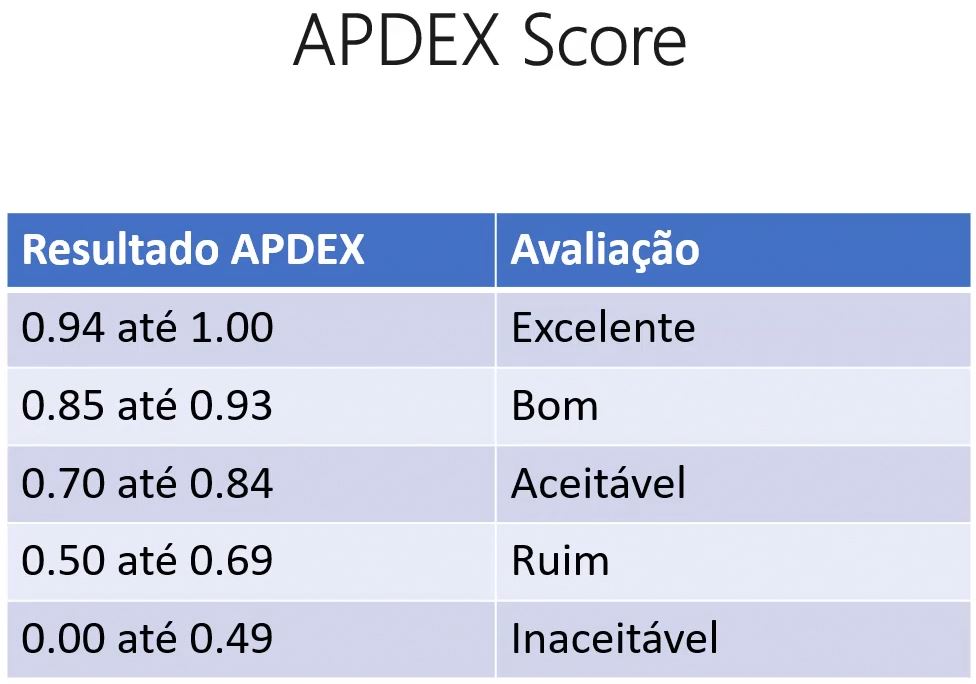 APDEX Score
Resultado APDEX Avaliação
0.94 até 1.00 Excelente
0.85 até 0.93 Bom
0.70 até 0.84 Aceitável
0.50 até 0.69 Ruim
0.00 até 0.49 Inaceitável